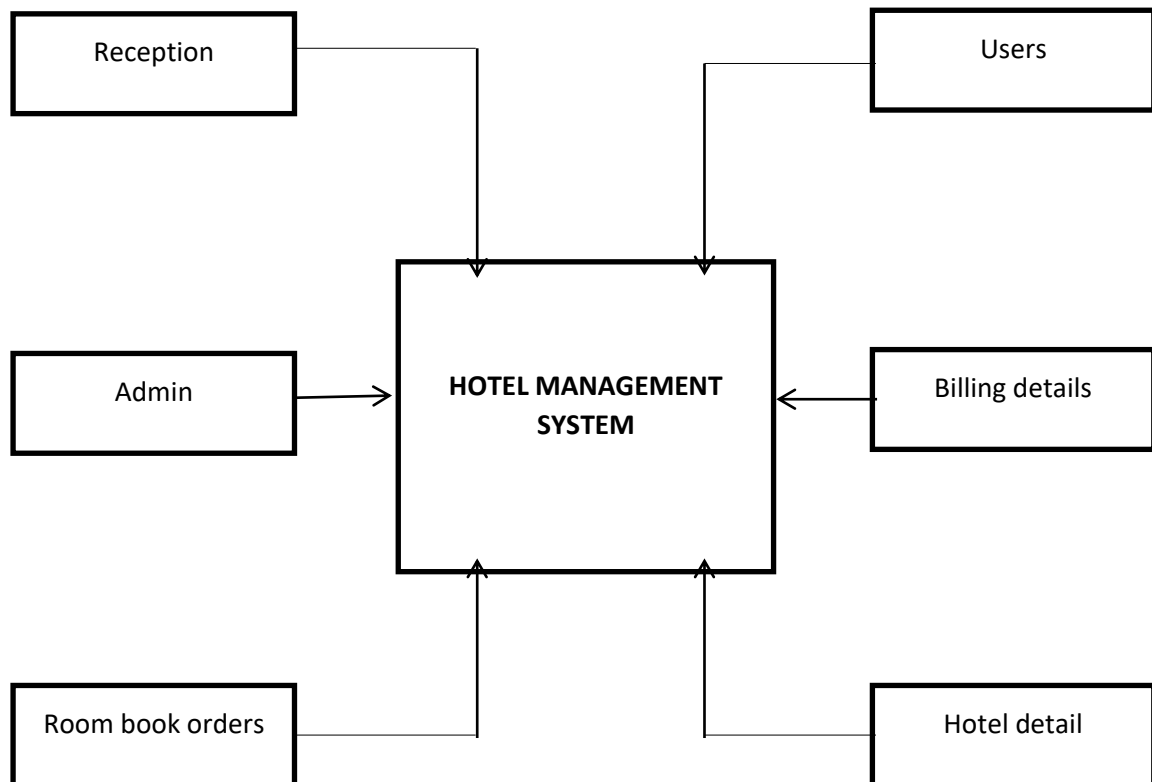 Reception
Users
Admin
HOTEL MANAGEMENT
SYSTEM
Billing details
Room book orders
Hotel detail